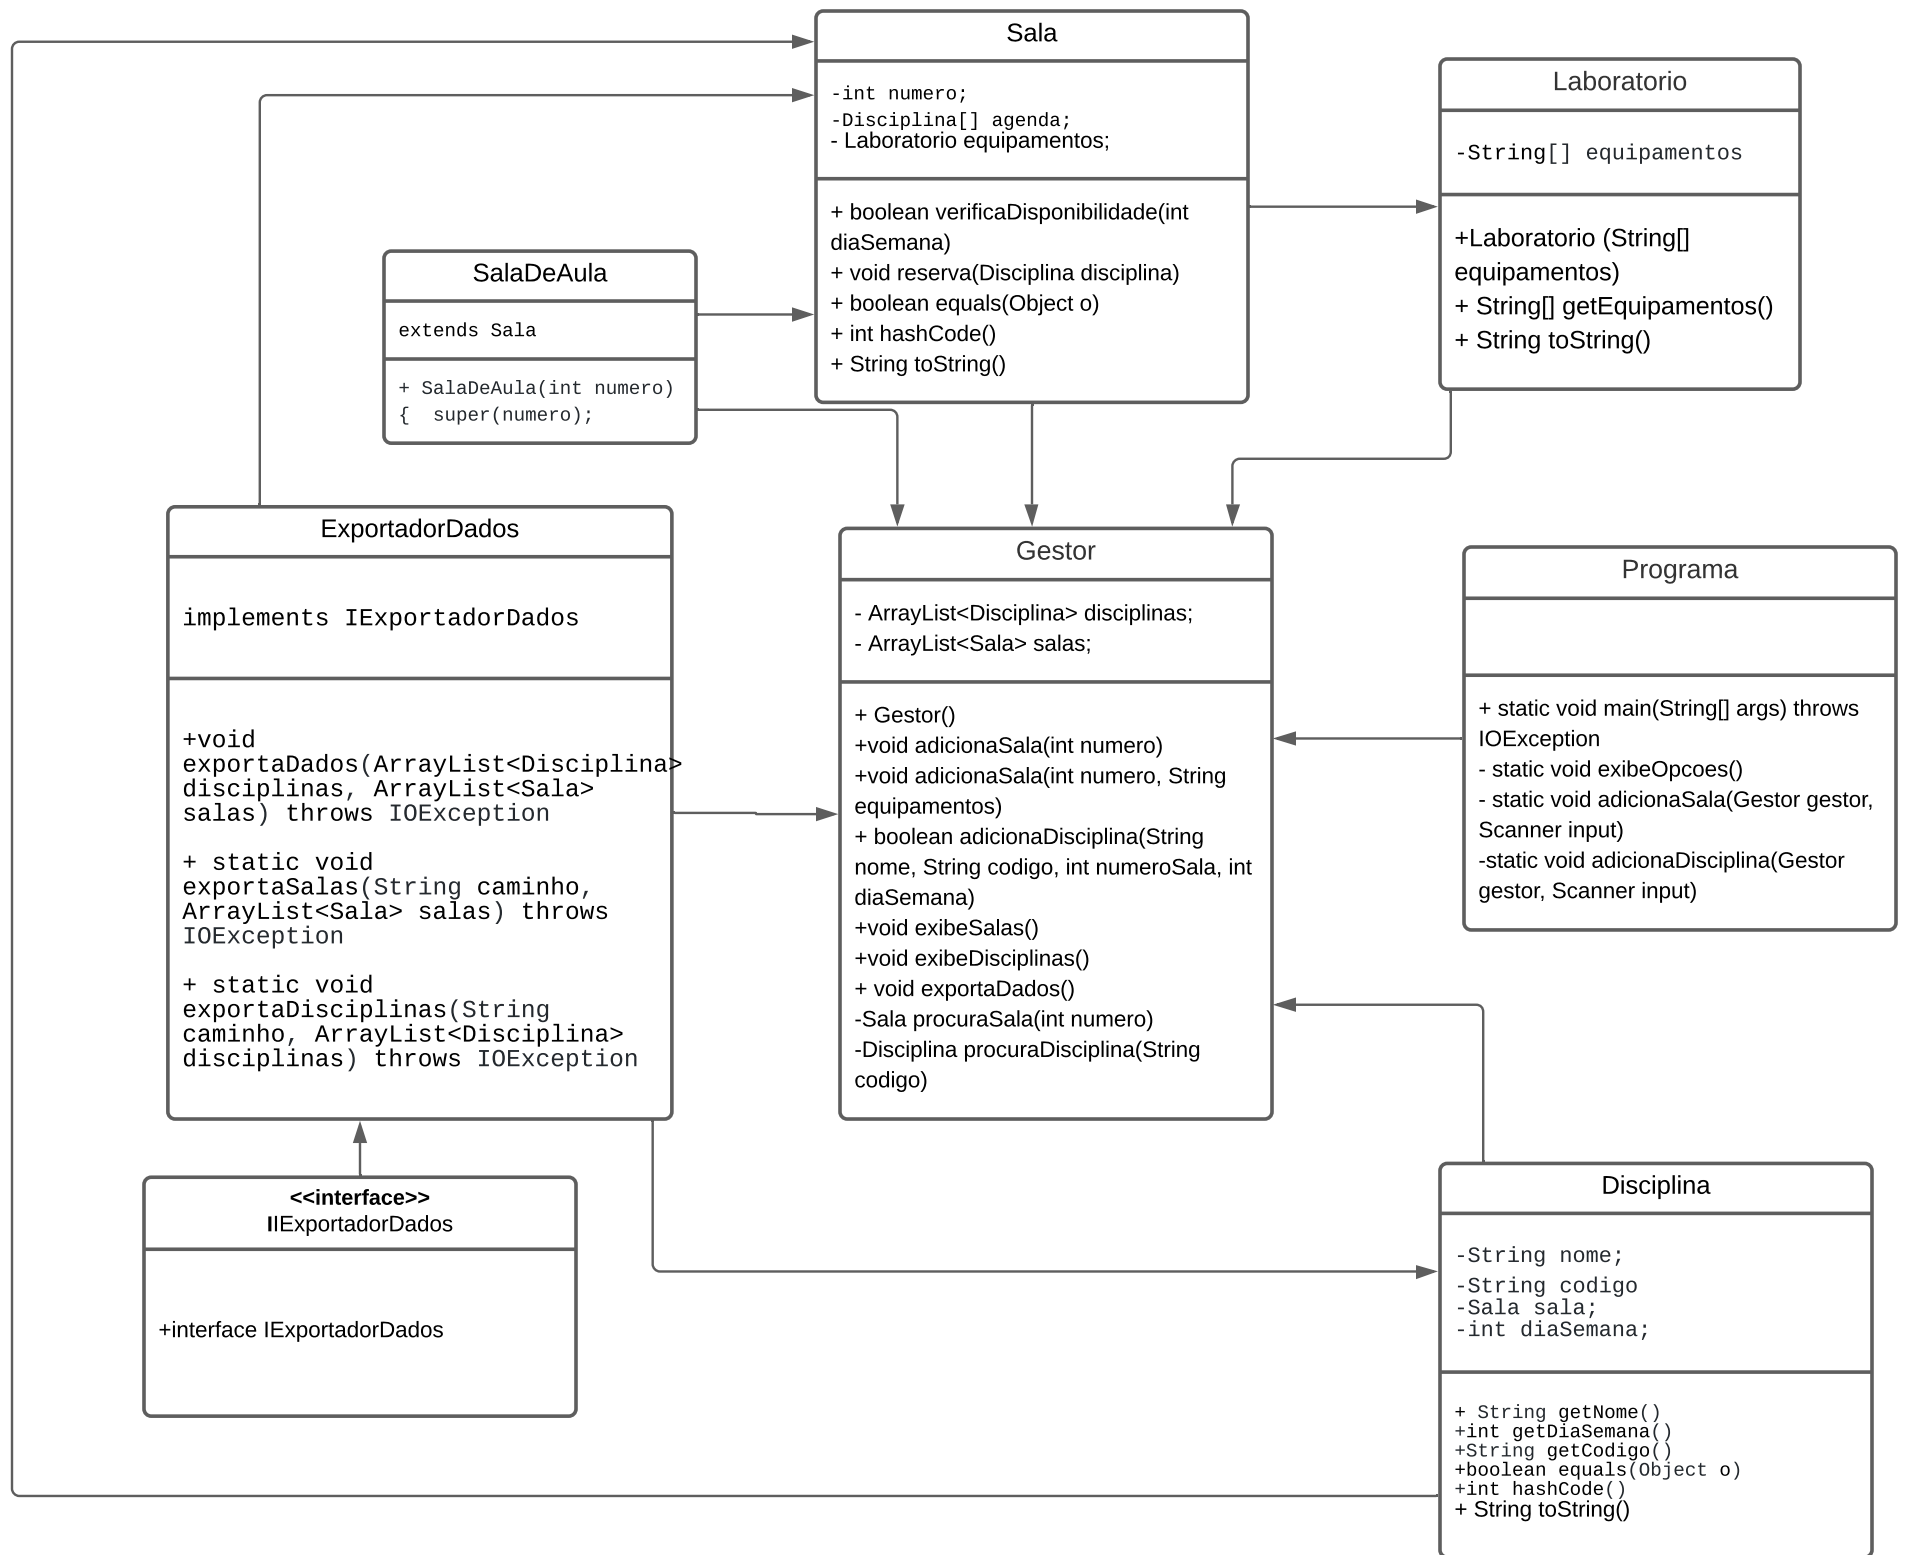 Sala
-int numero;
-Disciplina[] agenda;
- Laboratorio equipamentos;
+ boolean verificaDisponibilidade(int
diaSemana)
+ void reserva(Disciplina disciplina)
+ boolean equals(Object o)
+ int hashCode()
+ String toString()
Laboratorio
-String[] equipamentos
+Laboratorio (String[]
equipamentos)
+ String[] getEquipamentos()
+ String toString()
SalaDeAula
extends Sala
+ SalaDeAula(int numero)
{  super(numero);
ExportadorDados
implements IExportadorDados
+void
exportaDados(ArrayList<Disciplina>
disciplinas, ArrayList<Sala>
salas) throws IOException
+ static void
exportaSalas(String caminho,
ArrayList<Sala> salas) throws
IOException
+ static void
exportaDisciplinas(String
caminho, ArrayList<Disciplina>
disciplinas) throws IOException
Gestor
- ArrayList<Disciplina> disciplinas;
- ArrayList<Sala> salas;
+ Gestor()
+void adicionaSala(int numero)
+void adicionaSala(int numero, String
equipamentos)
+ boolean adicionaDisciplina(String
nome, String codigo, int numeroSala, int
diaSemana)
+void exibeSalas()
+void exibeDisciplinas()
+ void exportaDados()
-Sala procuraSala(int numero)
-Disciplina procuraDisciplina(String
codigo)
Programa
+ static void main(String[] args) throws
IOException
- static void exibeOpcoes()
- static void adicionaSala(Gestor gestor,
Scanner input)
-static void adicionaDisciplina(Gestor
gestor, Scanner input)
<<interface>>
IIExportadorDados
+interface IExportadorDados
Disciplina
-String nome;
-String codigo
-Sala sala;
-int diaSemana;
+ String getNome()
+int getDiaSemana()
+String getCodigo()
+boolean equals(Object o)
+int hashCode()
+ String toString()